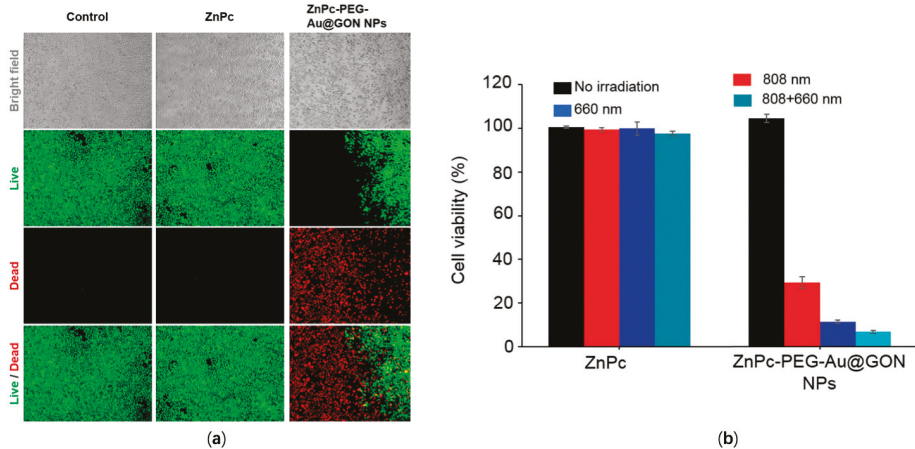 Control
ZnPc
ZnPc-PEG-
Au@GON NPs
Bright field
Live
Dead
Live / Dead
(a)
120
100
80
60
40
20
0
Cell viability (%)
No irradiation
660 nm
808 nm
808+660 nm
ZnPc
ZnPc-PEG-Au@GON
NPs
(b)